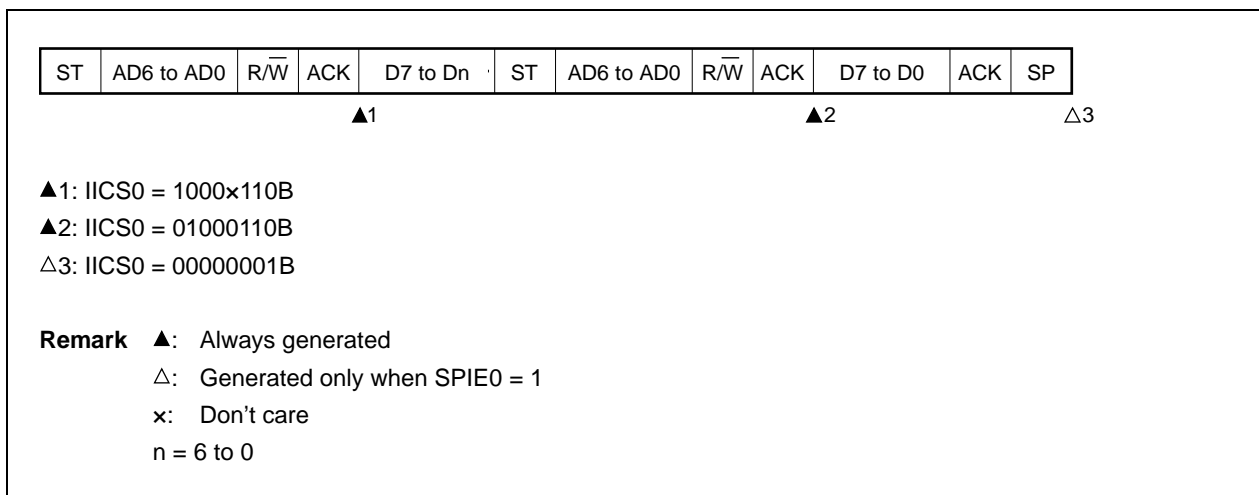 ST AD6 to AD0 R/W̅ ACK D7 to Dn ST AD6 to AD0 R/W̅ ACK D7 to D0 ACK SP
▲1 ▲2 △3
▲1: IICS0 = 1000×110B
▲2: IICS0 = 01000110B
△3: IICS0 = 00000001B
Remark ▲: Always generated
△: Generated only when SPIE0 = 1
×: Don't care
n = 6 to 0